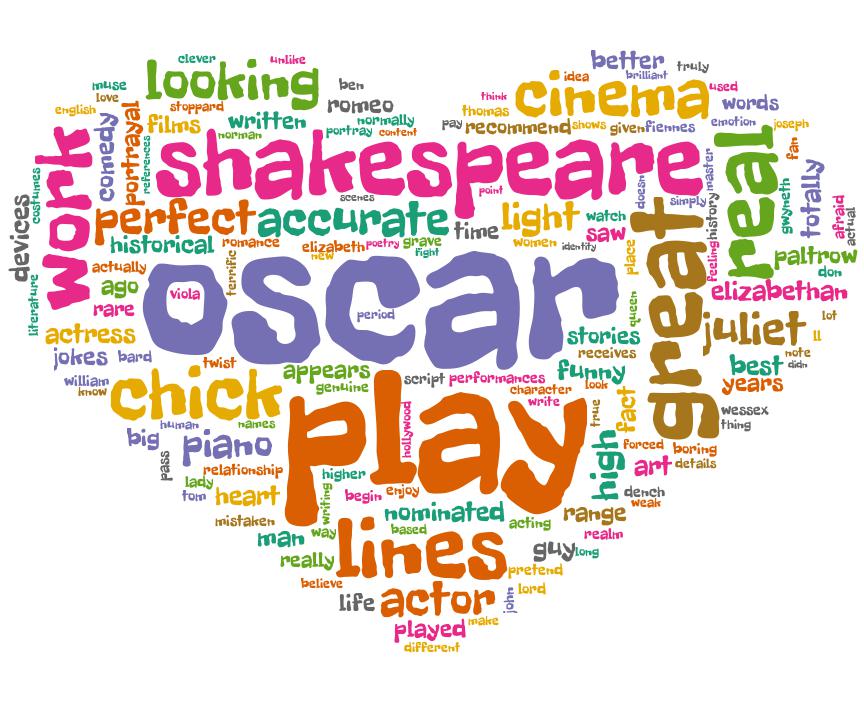 clever
unlike
better
truly
looking
ben
idea
brilliant
muse
love
think
cinema
used
english
stoppard
romeo
thomas
words
films
written
normally
pay
recommend
shows
given
fiennes
emotion
joseph
norman
portray
content
work
comedy
portrayal
references
shakespeare
real
fan
master
point
doesn
simply
history
feeling
gwyneth
totally
scenes
costumes
devices
perfect
accurate
time
light
watch
saw
great
afraid
actual
historical
romance
elizabeth
poetry
grave
women
identity
place
paltrow
new
fight
terrific
actually
oscar
don
literature
ago
viola
elizabethan
rare
period
queen
lot
actress
stories
juliet
ll
jokes
bard
twist
receives
best
note
didn
appears
funny
william
know
chick
genuine
script
performances
look
years
character
write
fact
true
wessex
thing
names
play
hollywood
human
big
piano
high
forced
boring
pass
relationship
higher
art
details
lady
tom
heart
writing
begin
enjoy
dench
weak
mistaken
way
nominated
range
based
acting
man
lines
realm
really
guy
long
believe
pretend
life
actor
john
lord
played
make
different